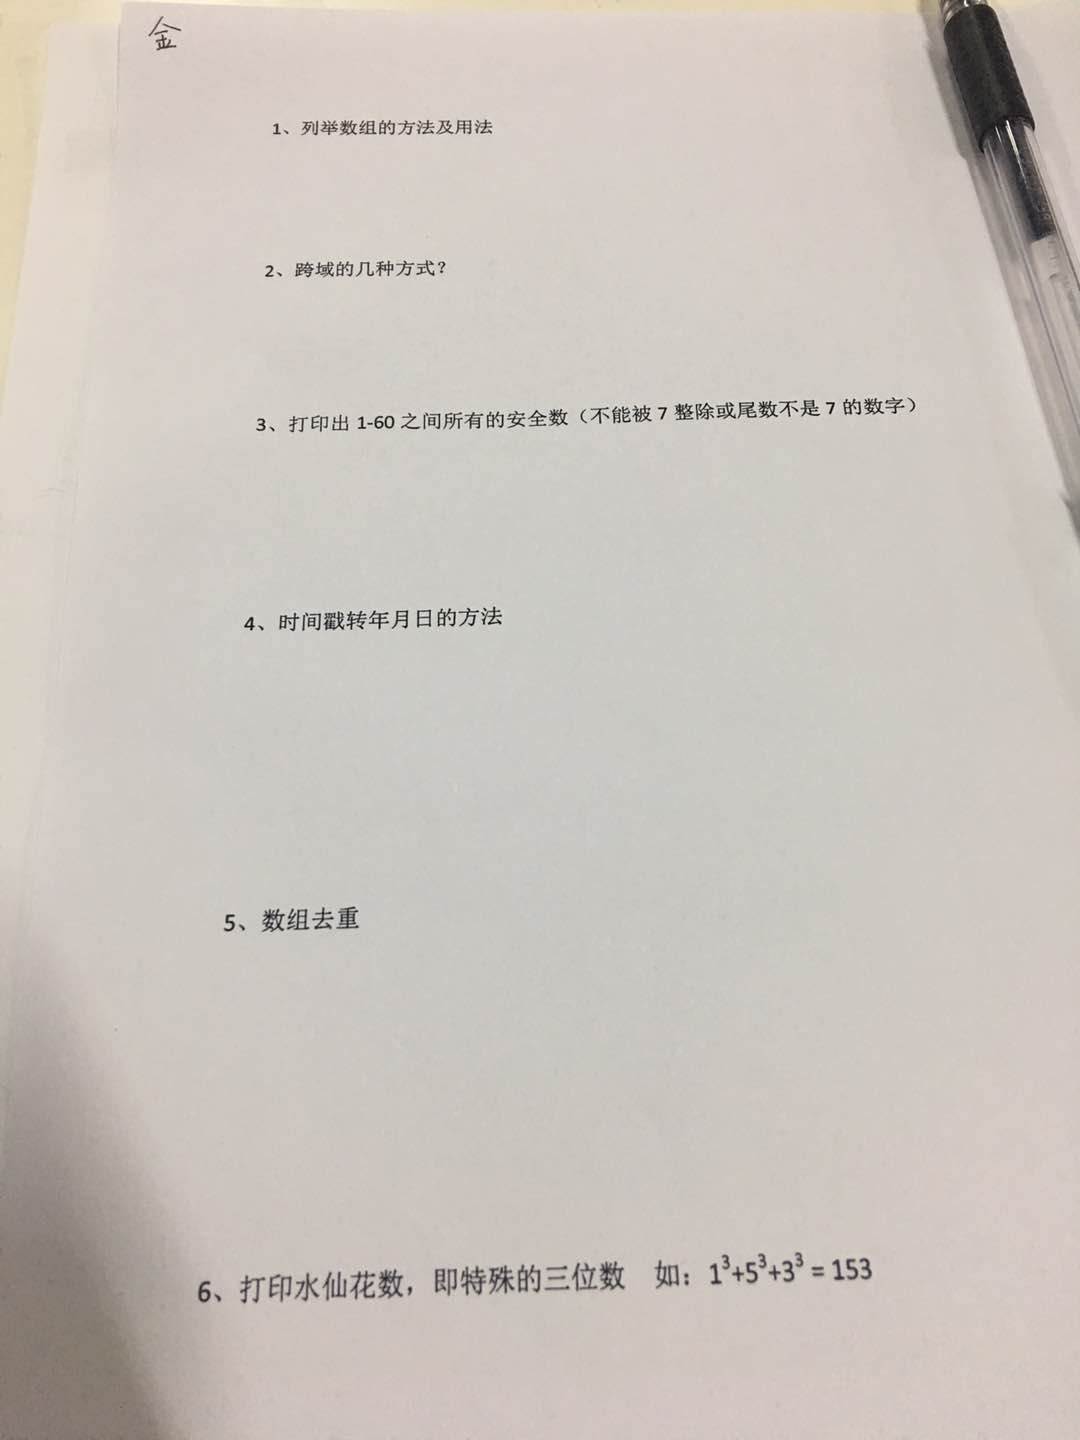 金
1、列举数组的方法及用法
2、跨域的几种方式?
3、打印出 1-60 之间所有的安全数（不能被 7 整除或尾数不是 7 的数字）
4、时间戳转年月日的方法
5、数组去重
6、打印水仙花数，即特殊的三位数 如：1³+5³+3³ = 153